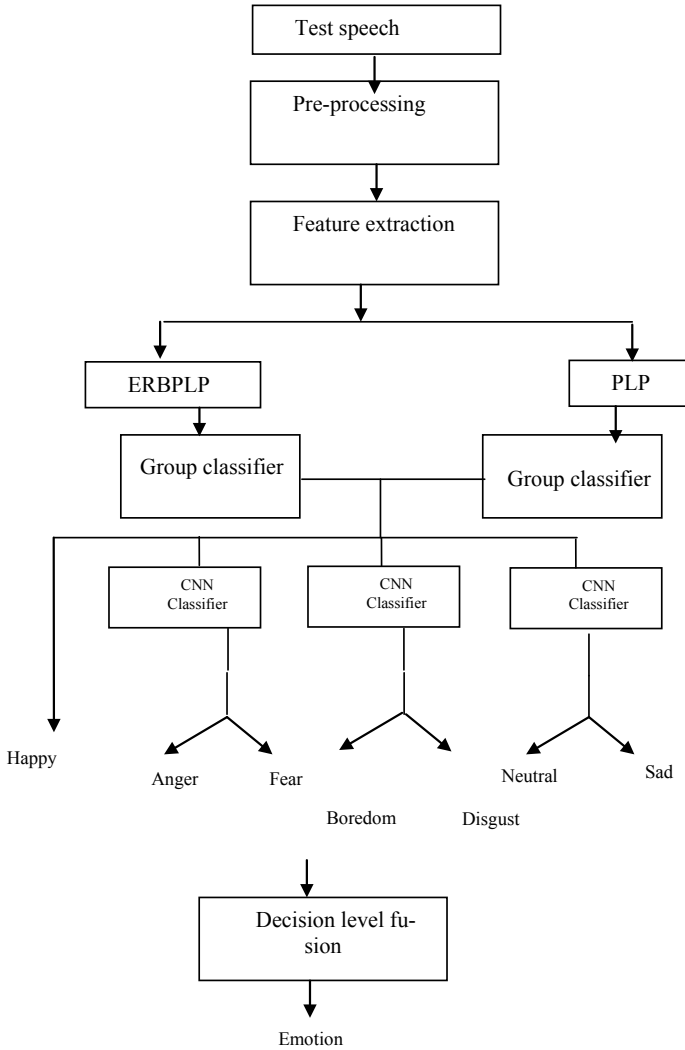 Test speech
Pre-processing
Feature extraction
ERBPLP
PLP
Group classifier
Group classifier
CNN
Classifier
CNN
Classifier
CNN
Classifier
Happy
Anger
Fear
Boredom
Disgust
Neutral
Sad
Decision level fu-
sion
Emotion